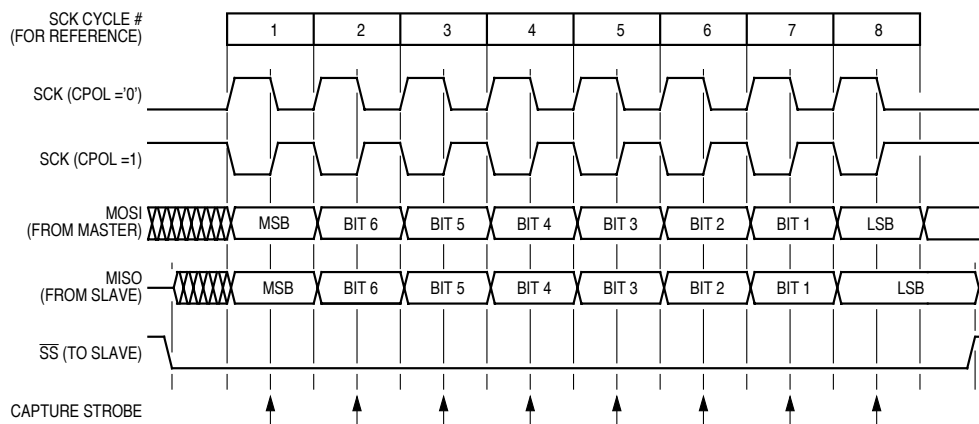 SCK CYCLE #
(FOR REFERENCE)
1 2 3 4 5 6 7 8
SCK (CPOL ='0')
SCK (CPOL =1)
MOSI
(FROM MASTER)
MSB BIT 6 BIT 5 BIT 4 BIT 3 BIT 2 BIT 1 LSB
MISO
(FROM SLAVE)
MSB BIT 6 BIT 5 BIT 4 BIT 3 BIT 2 BIT 1 LSB
S̅S̅ (TO SLAVE)
CAPTURE STROBE